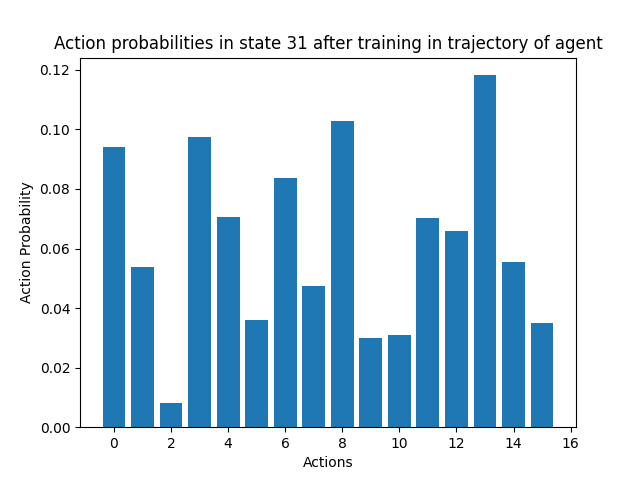 Action probabilities in state 31 after training in trajectory of agent
0.12
0.10
0.08
0.06
0.04
0.02
0.00
Action Probability
0 2 4 6 8 10 12 14 16
Actions